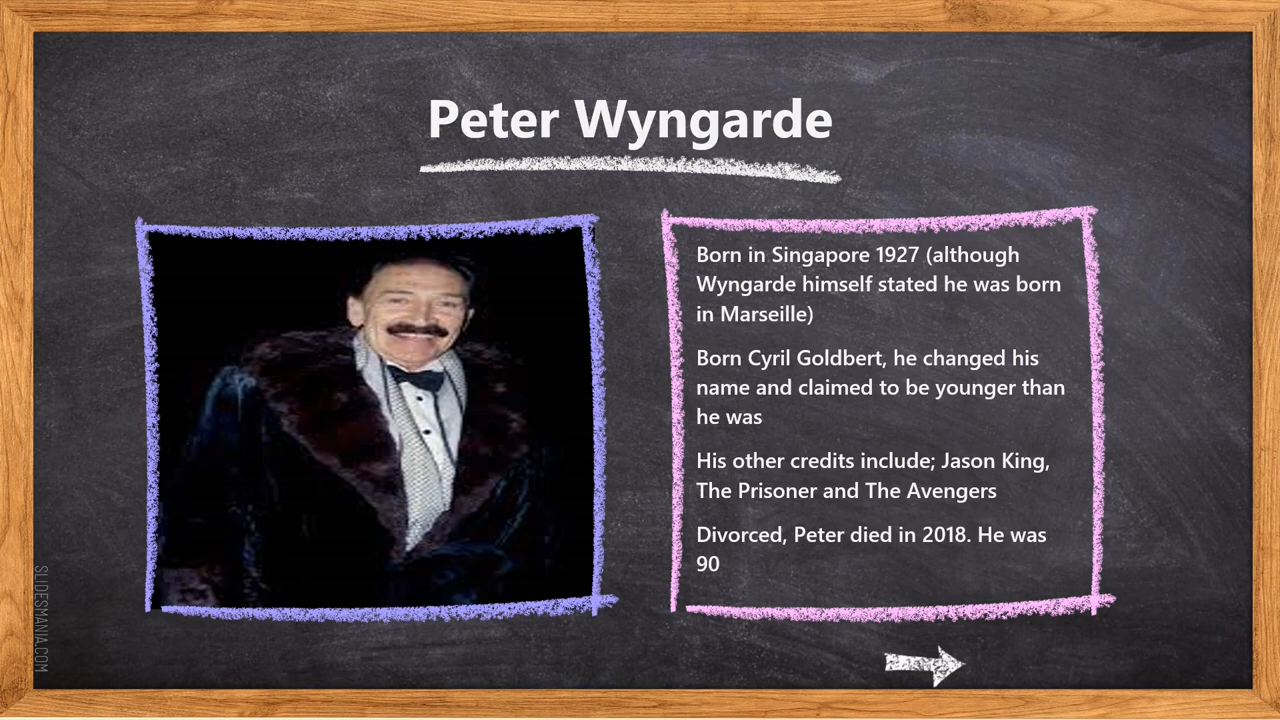 Peter Wyngarde
Born in Singapore 1927 (although
Wyngarde himself stated he was born
in Marseille)
Born Cyril Goldbert, he changed his
name and claimed to be younger than
he was
His other credits include; Jason King,
The Prisoner and The Avengers
Divorced, Peter died in 2018. He was
90
SLIDESMANIA.COM